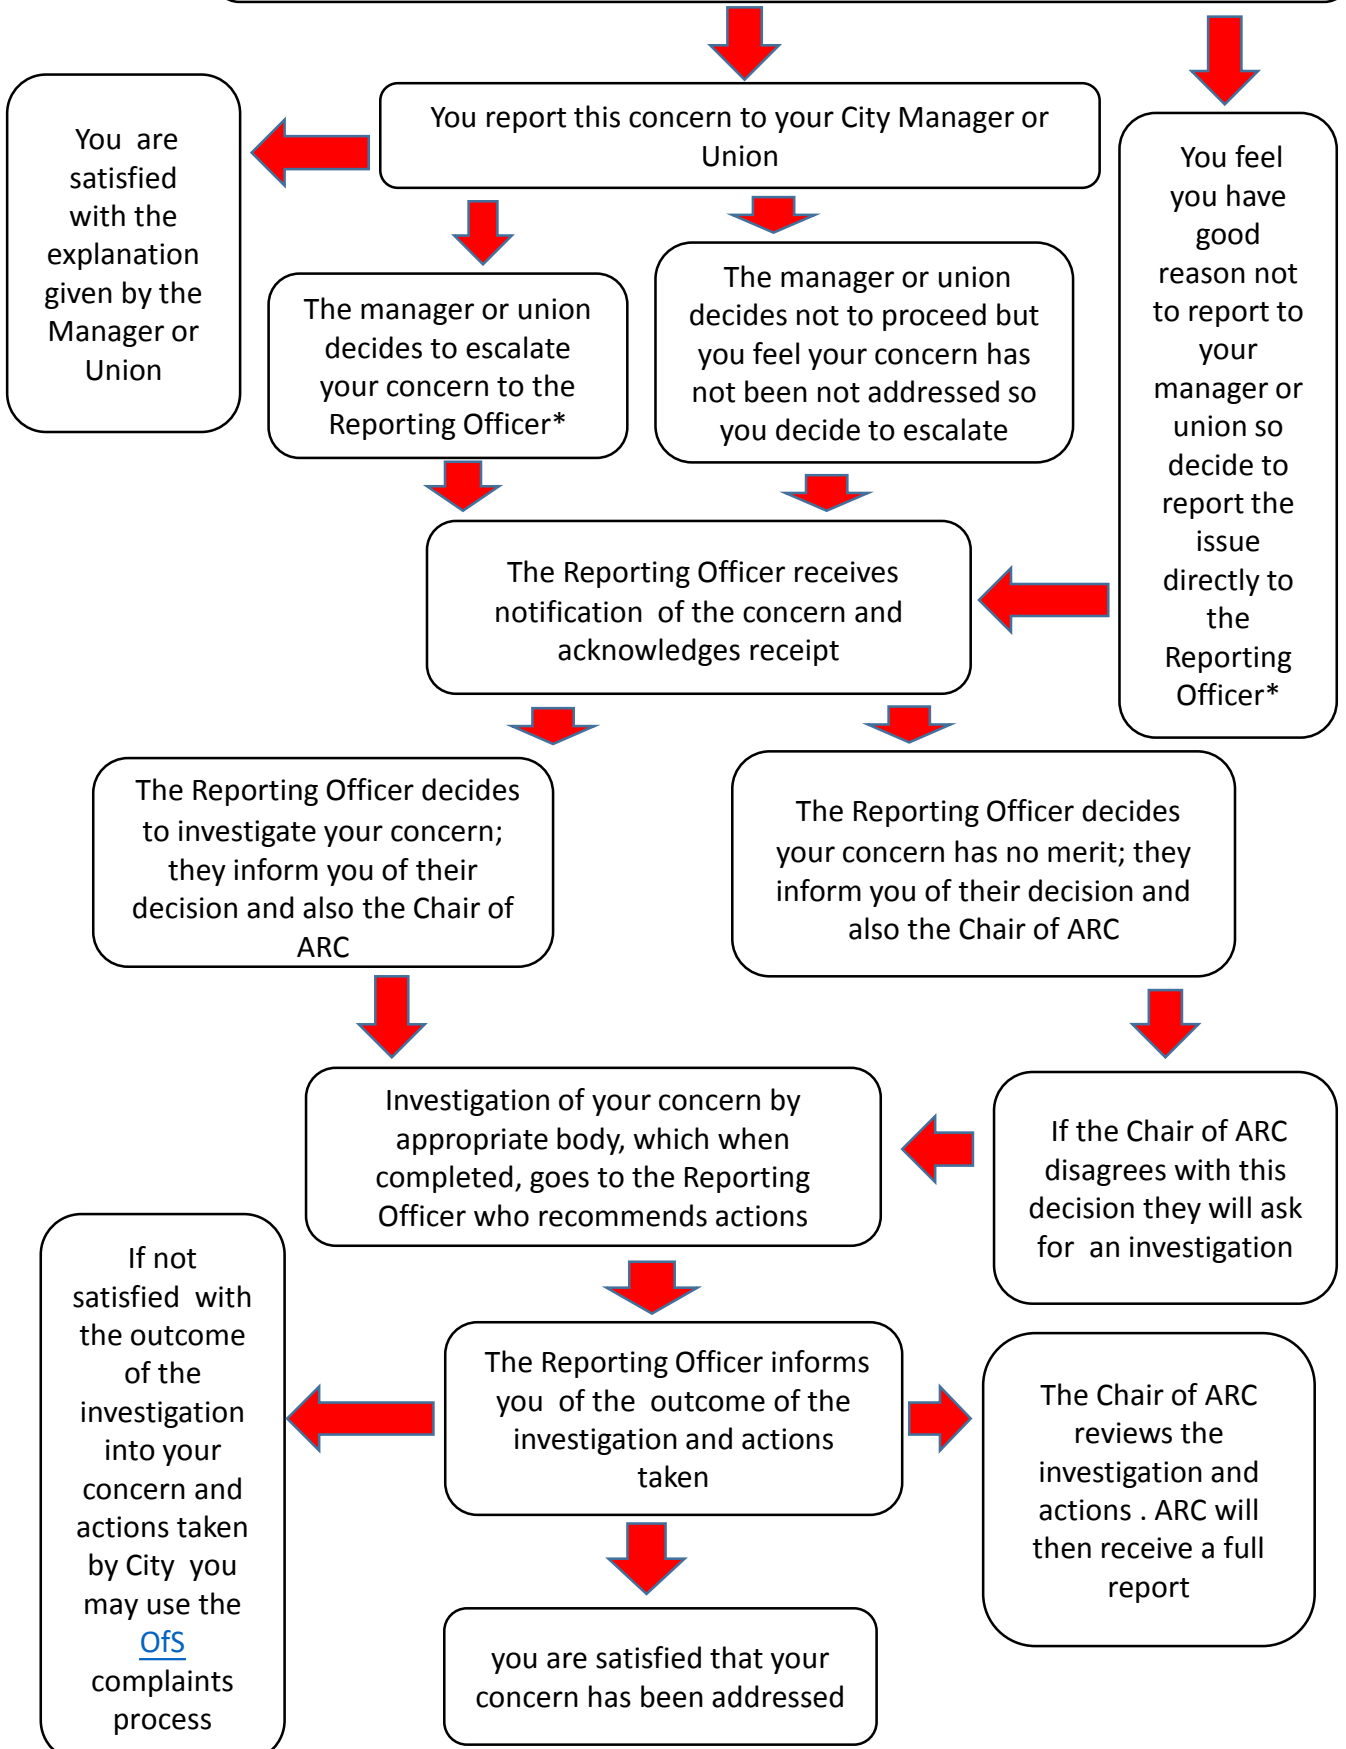 You report this concern to your City Manager or
Union
You are
satisfied
with the
explanation
given by the
Manager or
Union
You feel
you have
good
reason not
to report to
your
manager or
union so
decide to
report the
issue
directly to
the
Reporting
Officer*
The manager or union
decides to escalate
your concern to the
Reporting Officer*
The manager or union
decides not to proceed but
you feel your concern has
not been not addressed so
you decide to escalate
The Reporting Officer receives
notification of the concern and
acknowledges receipt
The Reporting Officer decides
to investigate your concern;
they inform you of their
decision and also the Chair of
ARC
The Reporting Officer decides
your concern has no merit; they
inform you of their decision and
also the Chair of ARC
Investigation of your concern by
appropriate body, which when
completed, goes to the Reporting
Officer who recommends actions
If the Chair of ARC
disagrees with this
decision they will ask
for an investigation
If not
satisfied with
the outcome
of the
investigation
into your
concern and
actions taken
by City you
may use the
OfS
complaints
process
The Reporting Officer informs
you of the outcome of the
investigation and actions
taken
The Chair of ARC
reviews the
investigation and
actions . ARC will
then receive a full
report
you are satisfied that your
concern has been addressed